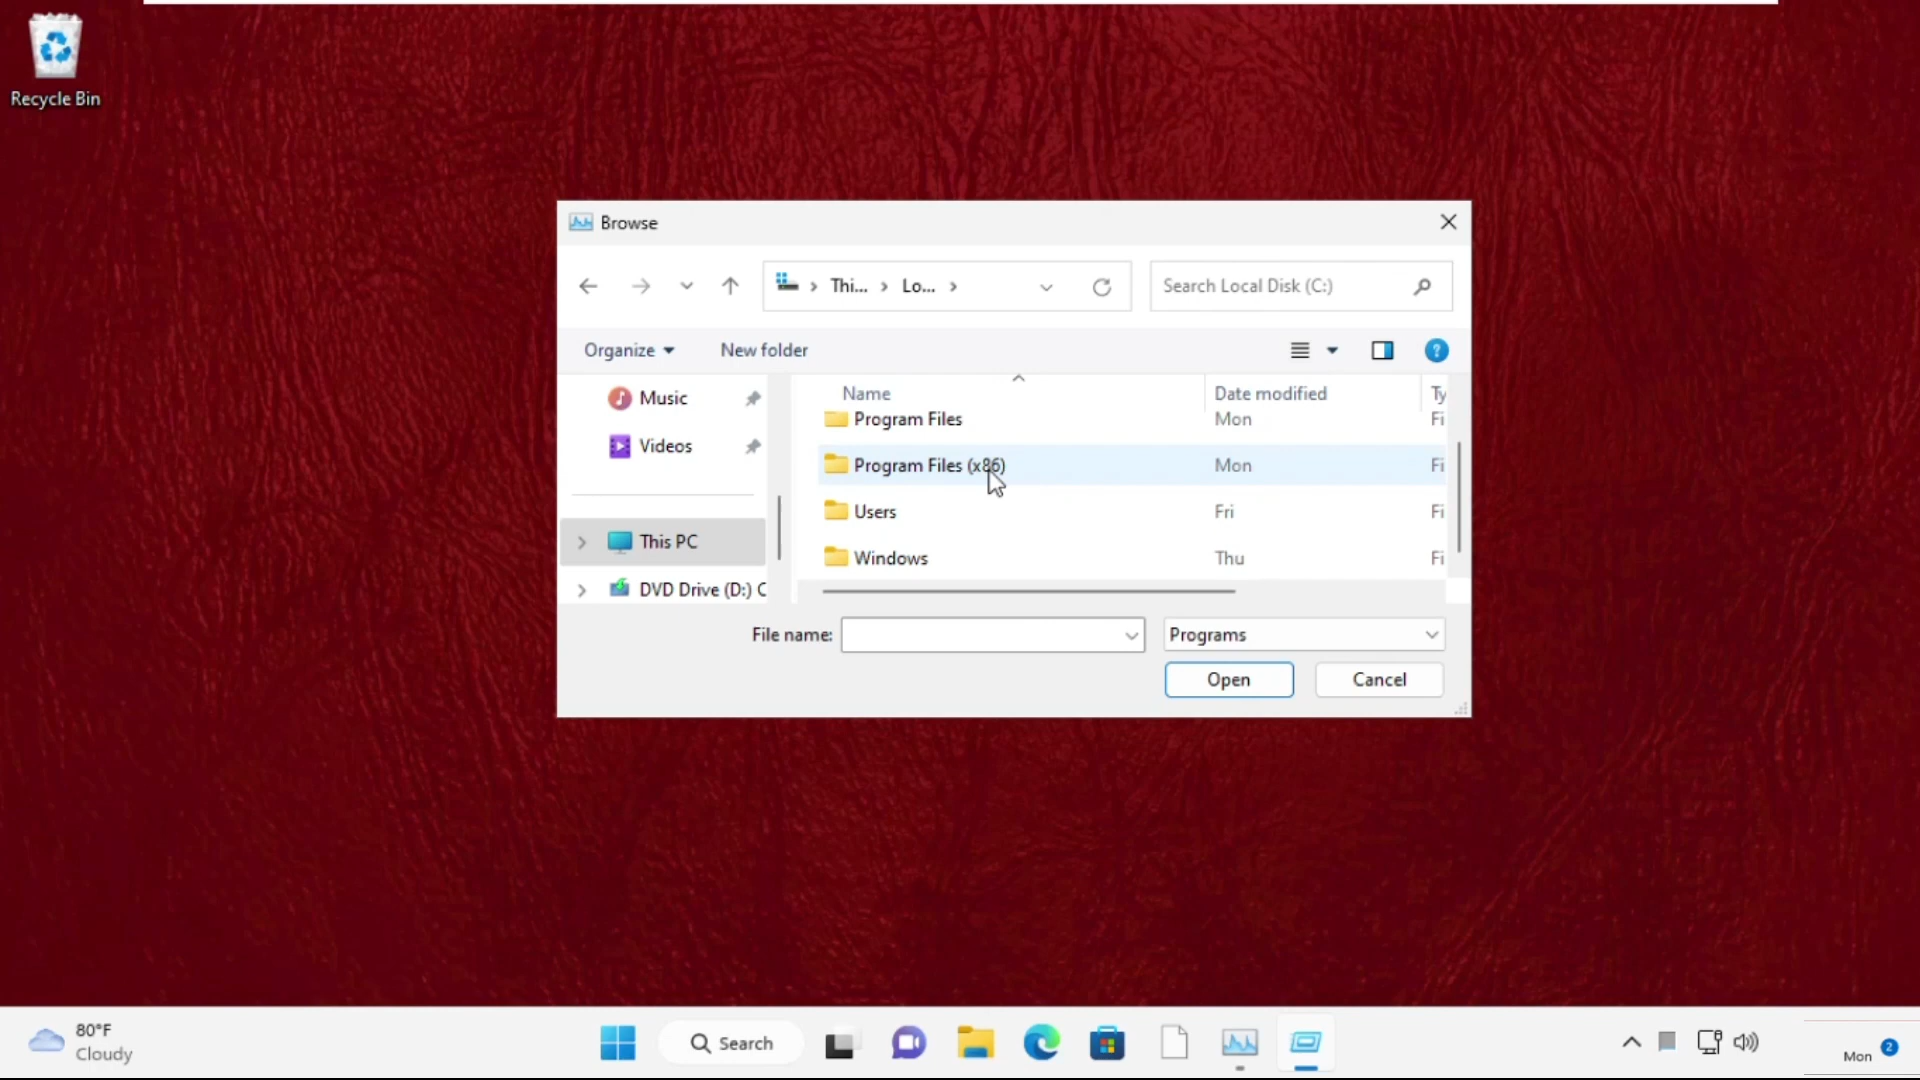 Recycle Bin
Browse
Thi... Lo...
Search Local Disk (C:)
Organize
New folder
?
Name
Date modified
Ty
Music
Videos
This PC
DVD Drive (D:) C
Program Files
Mon
Fi
Program Files (x86)
Mon
Fi
Users
Fri
Fi
Windows
Thu
Fi
File name:
Programs
Open
Cancel
80°F
Cloudy
Search
Mon
2